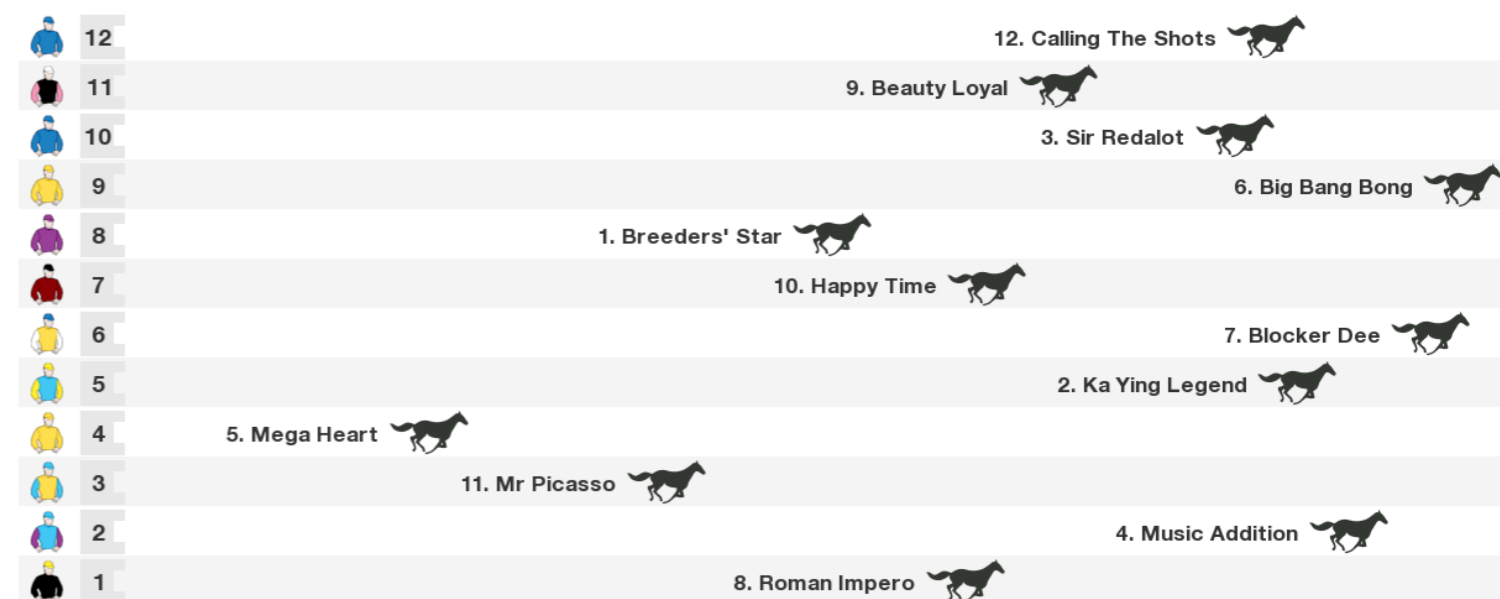 12 12. Calling The Shots
11 9. Beauty Loyal
10 3. Sir Redalot
9 6. Big Bang Bong
8 1. Breeders' Star
7 10. Happy Time
6 7. Blocker Dee
5 2. Ka Ying Legend
4 5. Mega Heart
3 11. Mr Picasso
2 4. Music Addition
1 8. Roman Impero